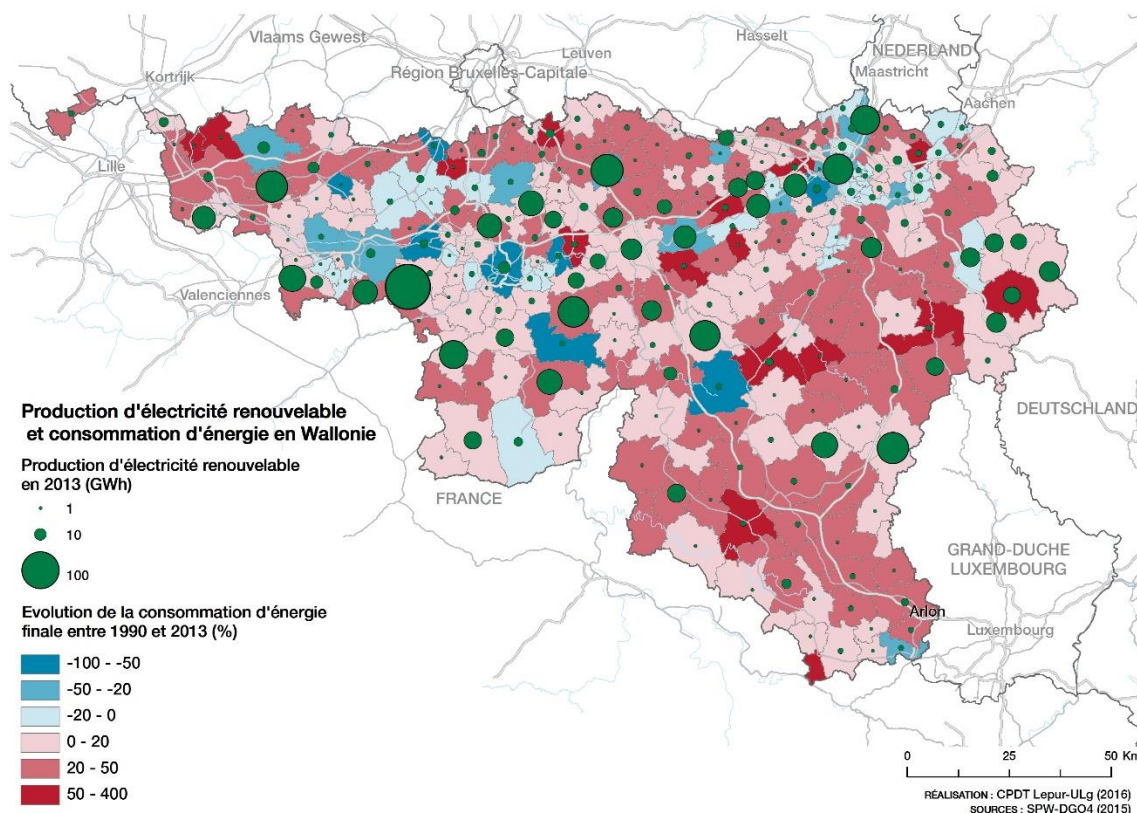 Hasselt
Vlaams Gewest
Leuven
NEDERLAND
Kortrijk
Région Bruxelles-Capitale
Maastricht
Aachen
Lille
Valenciennes
Production d'électricité renouvelable
et consommation d'énergie en Wallonie
Production d'électricité renouvelable
en 2013 (GWh)
1
10
100
Evolution de la consommation d'énergie
finale entre 1990 et 2013 (%)
-100 - -50
-50 - -20
-20 - 0
0 - 20
20 - 50
50 - 400
FRANCE
DEUTSCHLAND
GRAND-DUCHE
LUXEMBOURG
Arlon
Luxembourg
0 25 50 Km
RÉALISATION : CPDT Lepur-ULg (2016)
SOURCES : SPW-DGO4 (2015)